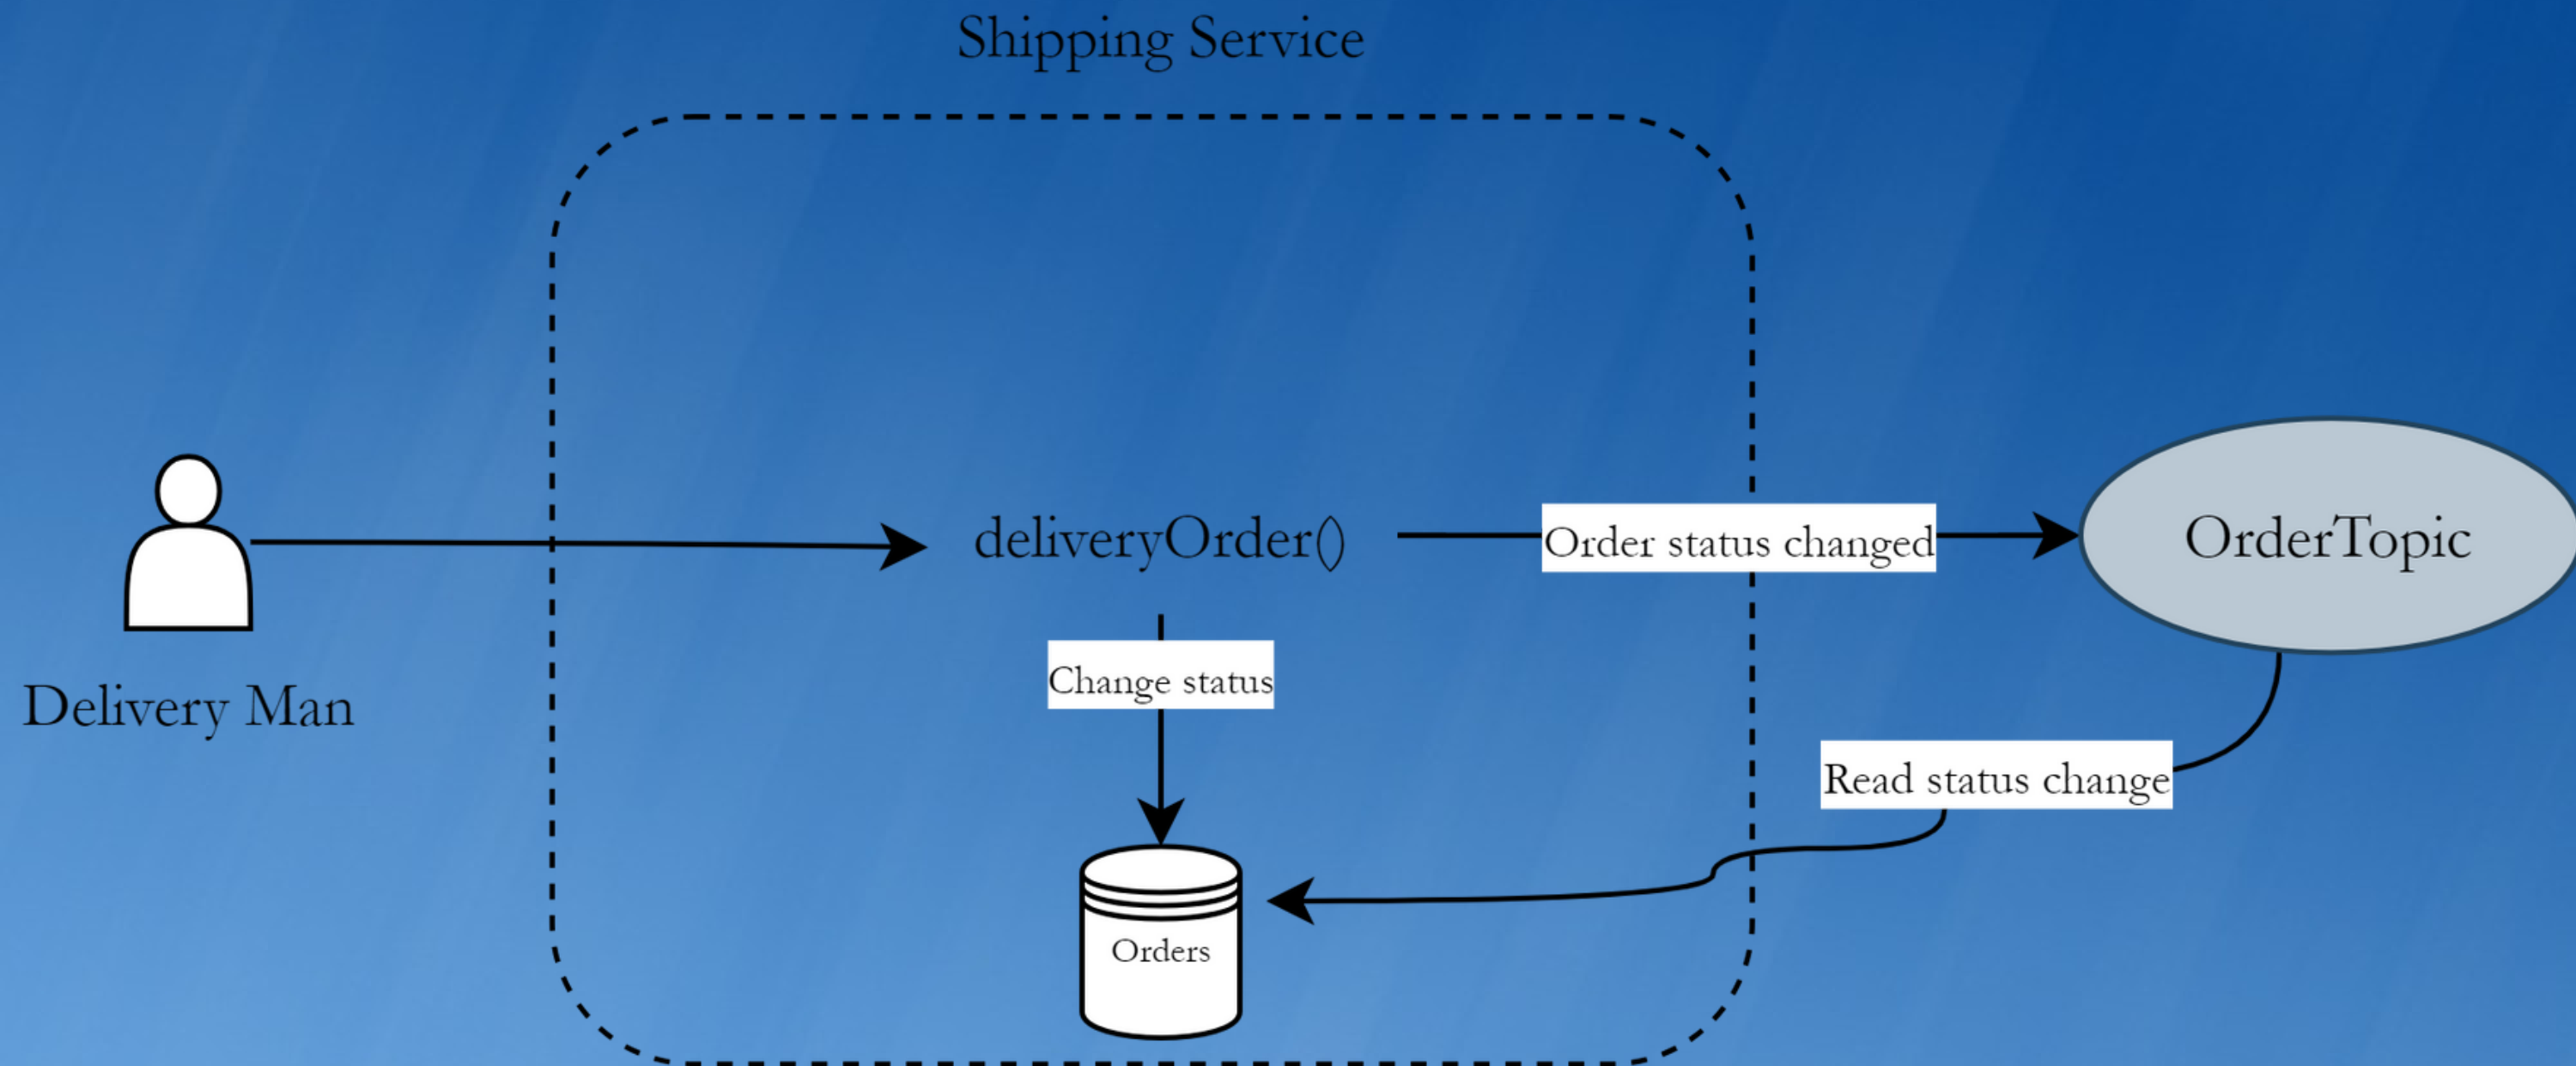 Shipping Service
deliveryOrder()
Order status changed
OrderTopic
Change status
Delivery Man
Read status change
Orders